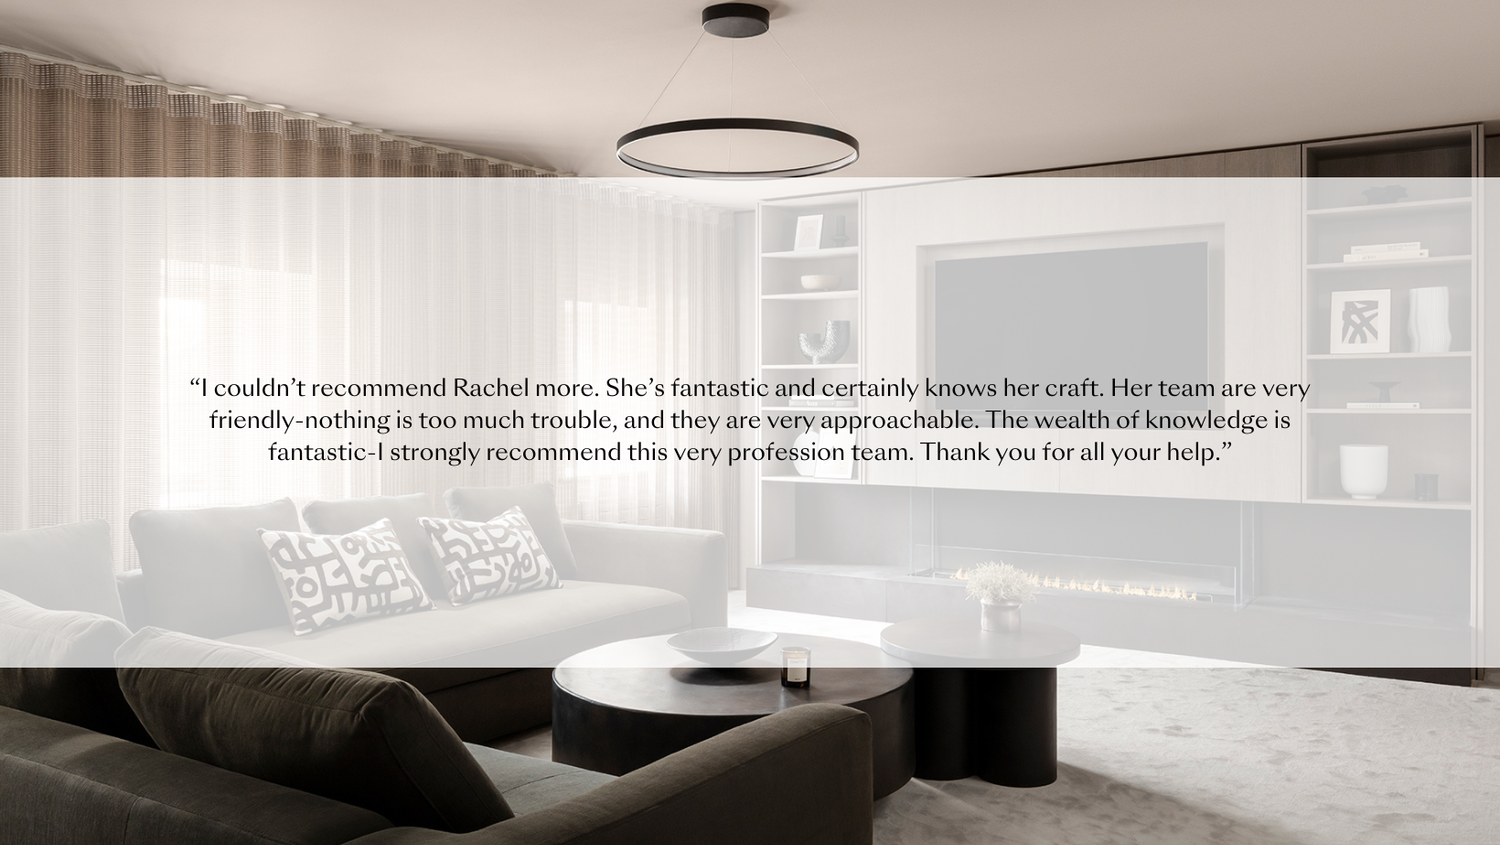 “I couldn’t recommend Rachel more. She’s fantastic and certainly knows her craft. Her team are very
friendly-nothing is too much trouble, and they are very approachable. The wealth of knowledge is
fantastic-I strongly recommend this very profession team. Thank you for all your help.”